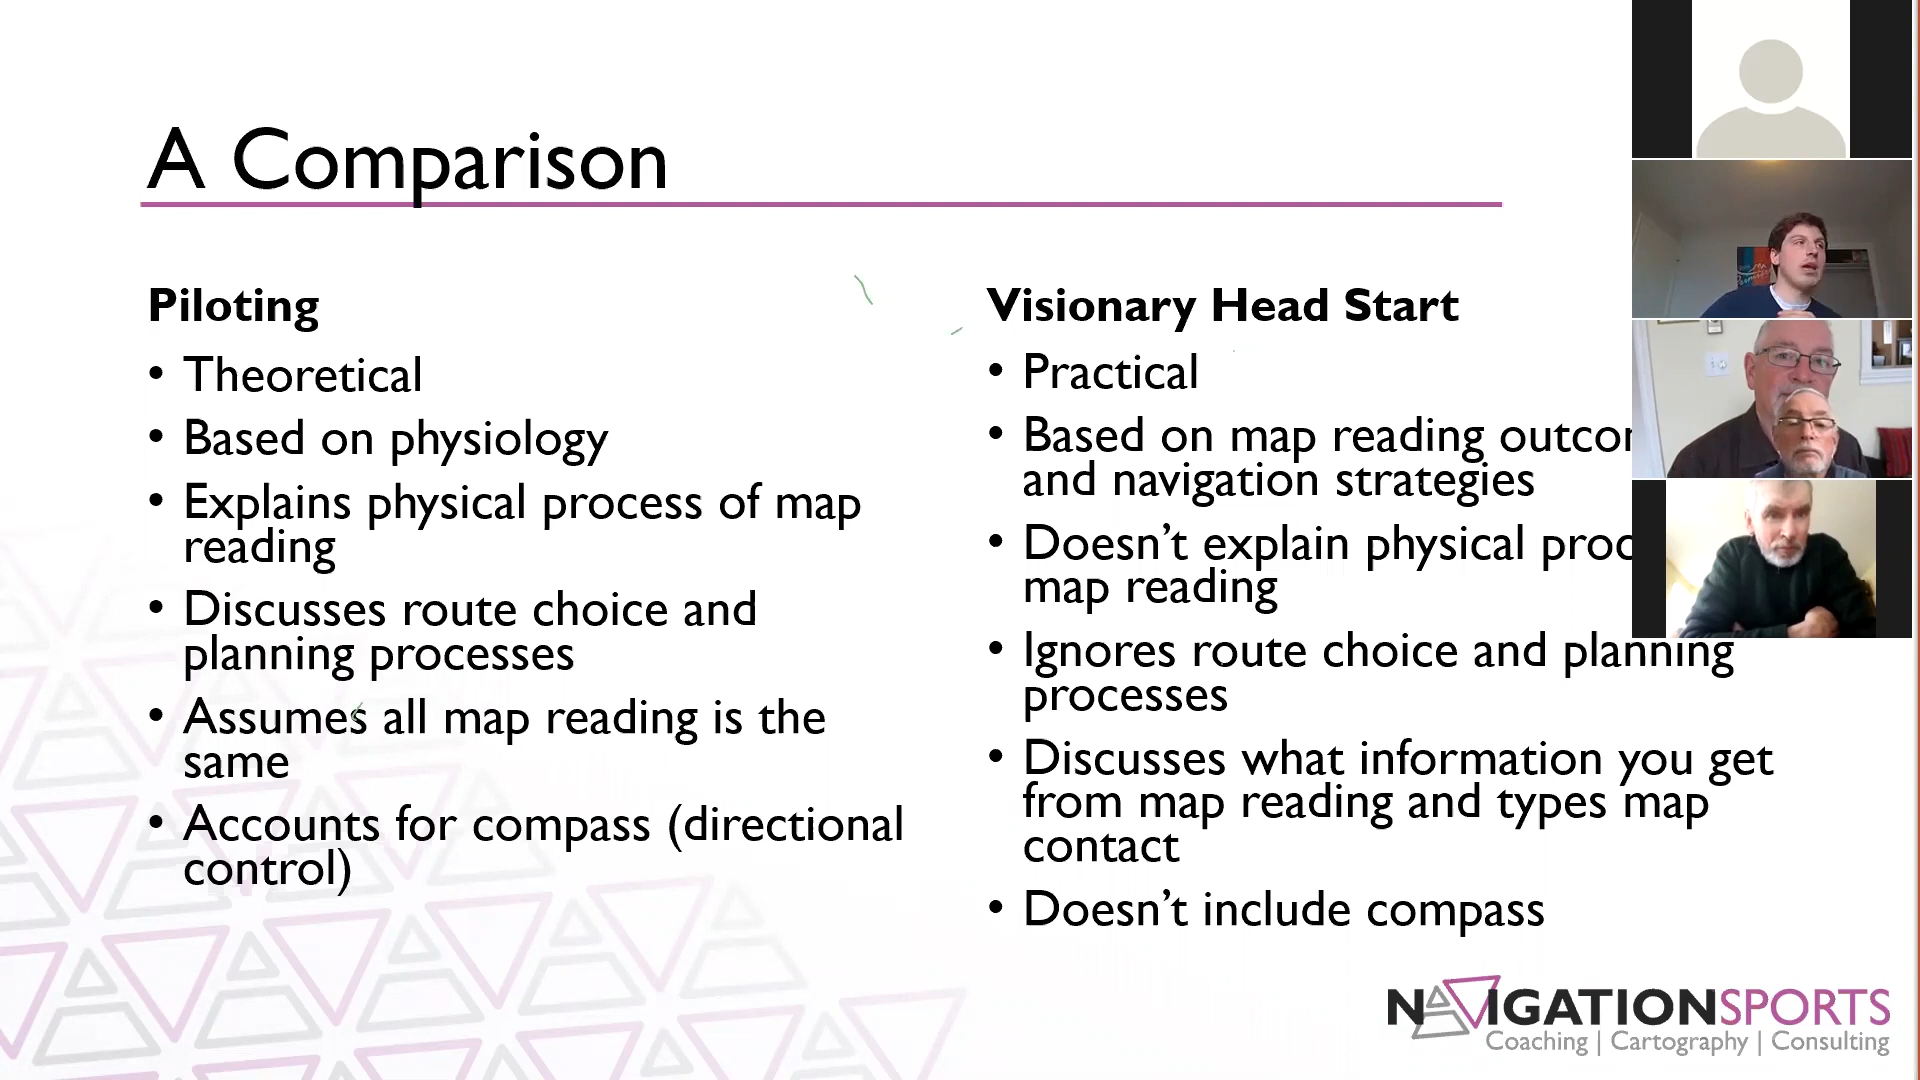 A Comparison
Piloting
• Theoretical
• Based on physiology
• Explains physical process of map
reading
• Discusses route choice and
planning processes
• Assumes all map reading is the
same
• Accounts for compass (directional
control)
Visionary Head Start
• Practical
• Based on map reading
and navigation strategies
• Doesn’t explain physical
map reading
• Ignores route choice and planning
processes
• Discusses what information you get
from map reading and types map
contact
• Doesn’t include compass
NAVIGATIONSPORTS
Coaching | Cartography | Consulting